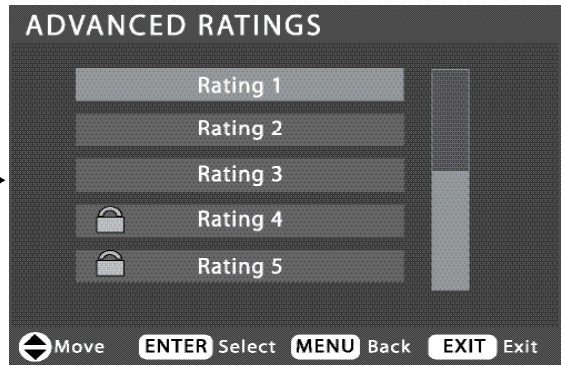 ADVANCED RATINGS
Rating 1
Rating 2
Rating 3
Rating 4
Rating 5
Move ENTER Select MENU Back EXIT Exit